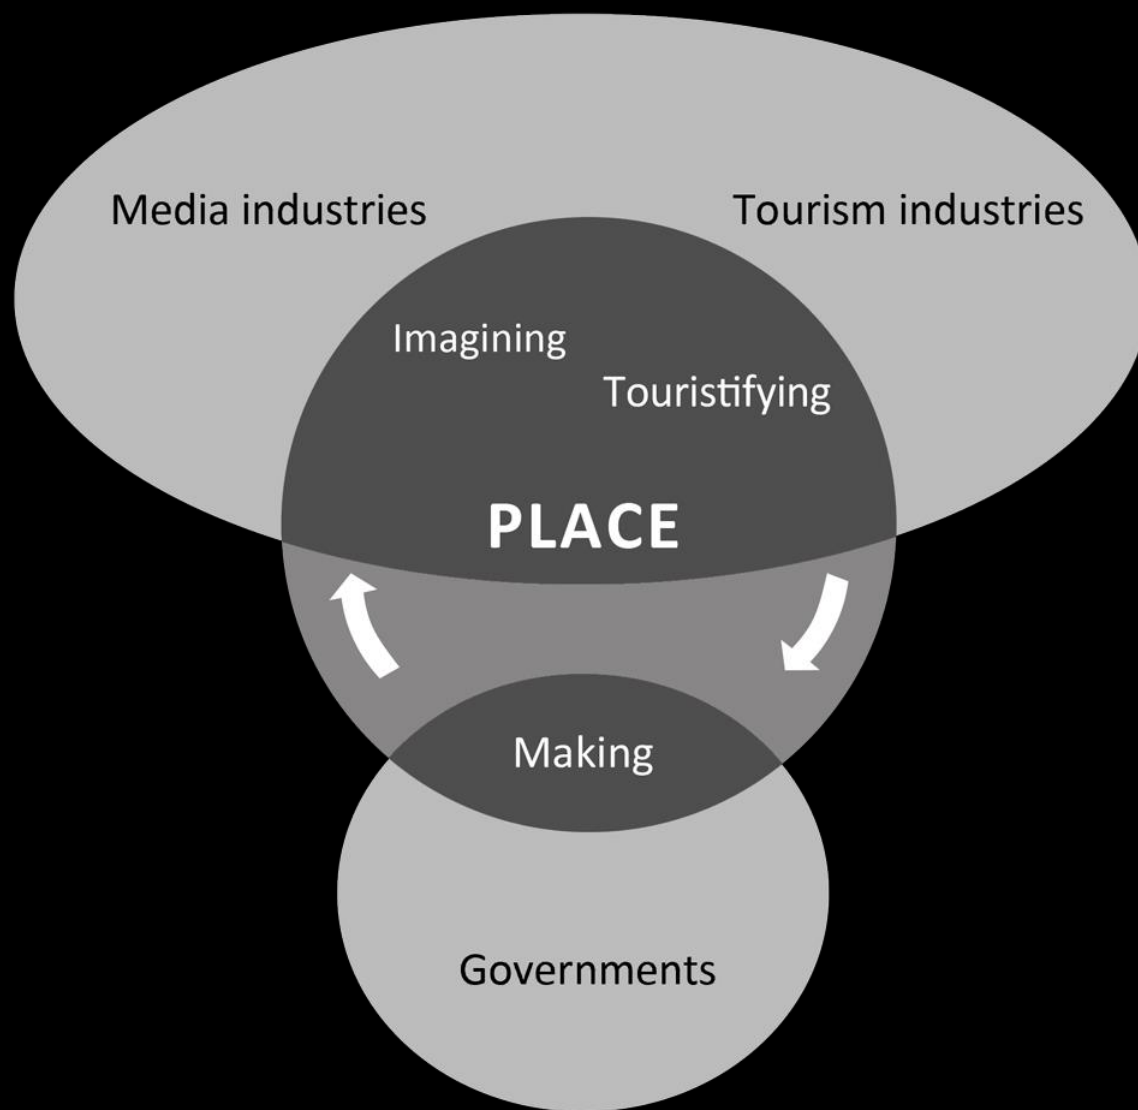 Media industries
Tourism industries
Imagining
Touristifying
PLACE
Making
Governments